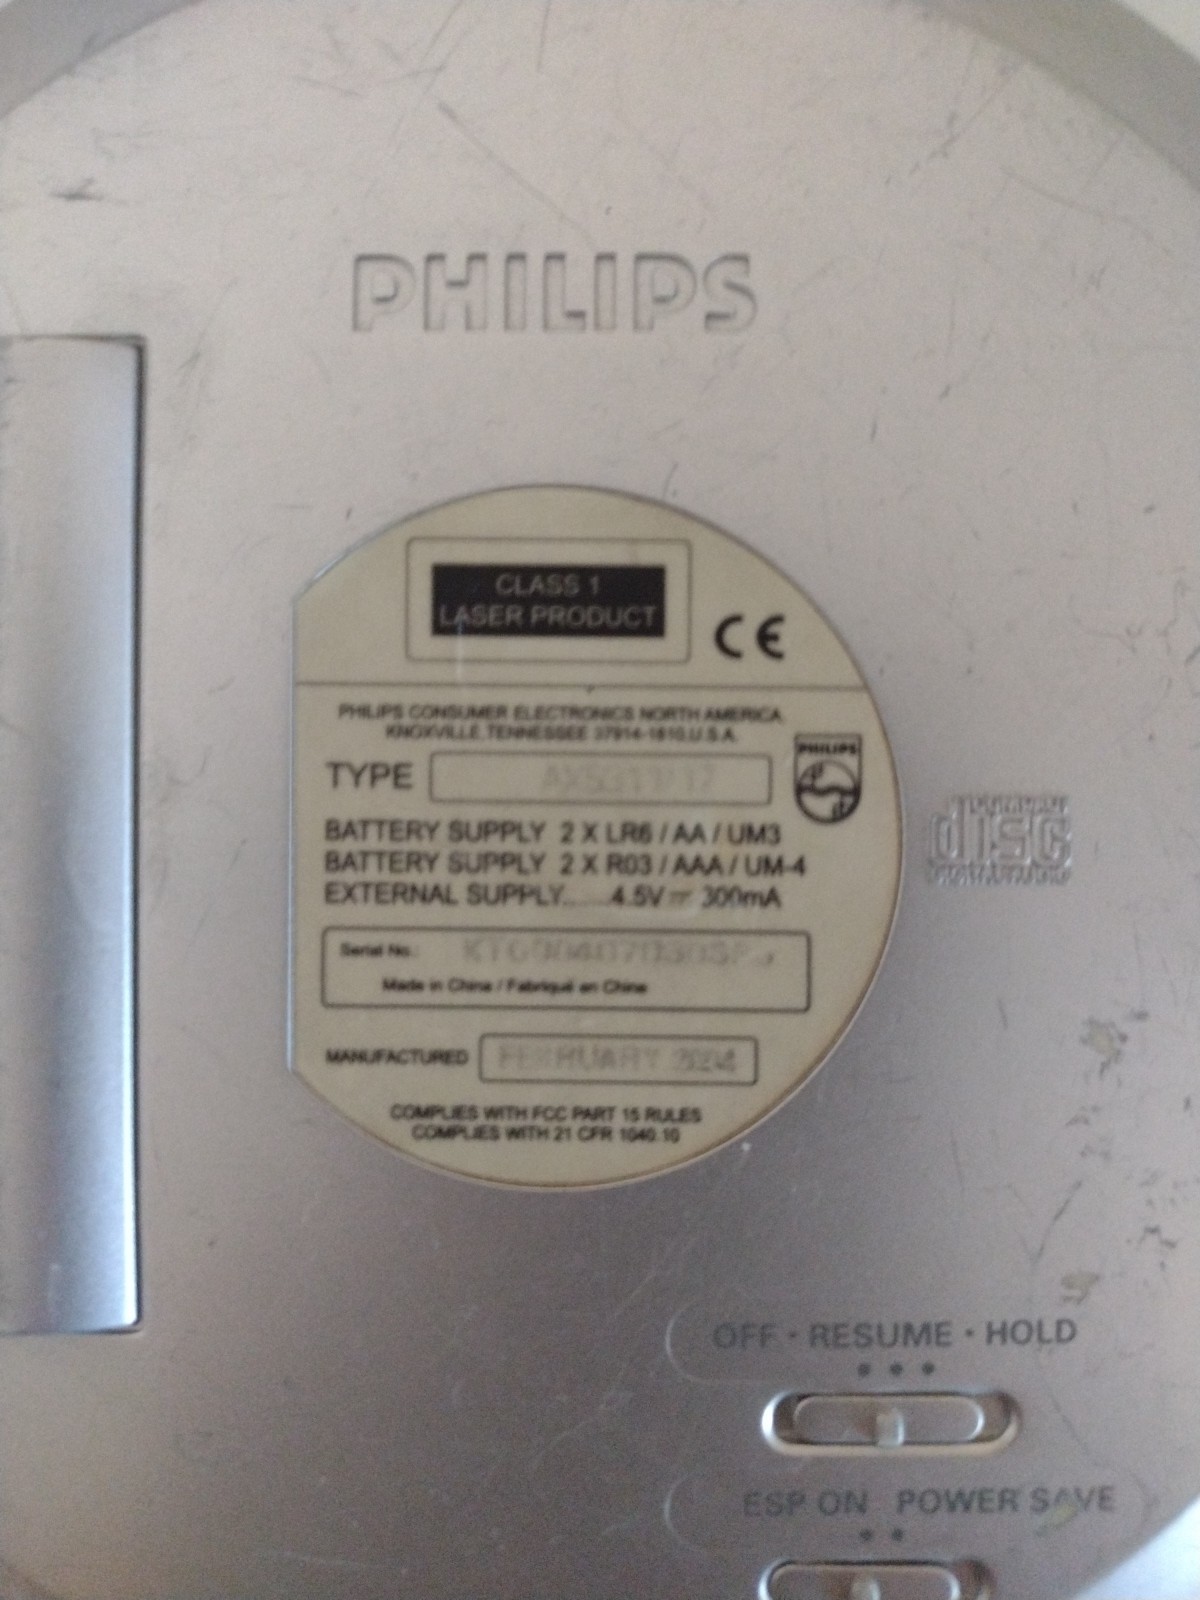 PHILIPS
CLASS 1
LASER PRODUCT
CE
PHILIPS CONSUMER ELECTRONICS NORTH AMERICA
KNOXVILLE, TENNESSEE 37914-1810,U.S.A.
TYPE
PHILIPS
BATTERY SUPPLY 2 X LR6 / AA / UM3
BATTERY SUPPLY 2 X R03 / AAA / UM-4
EXTERNAL SUPPLY......4.5V ⎓ 300mA
disc
Serial No.:
Made in China / Fabriqué en Chine
MANUFACTURED FEBRUARY 2004
COMPLIES WITH FCC PART 15 RULES
COMPLIES WITH 21 CFR 1040.10
OFF · RESUME · HOLD
ESP ON POWER SAVE